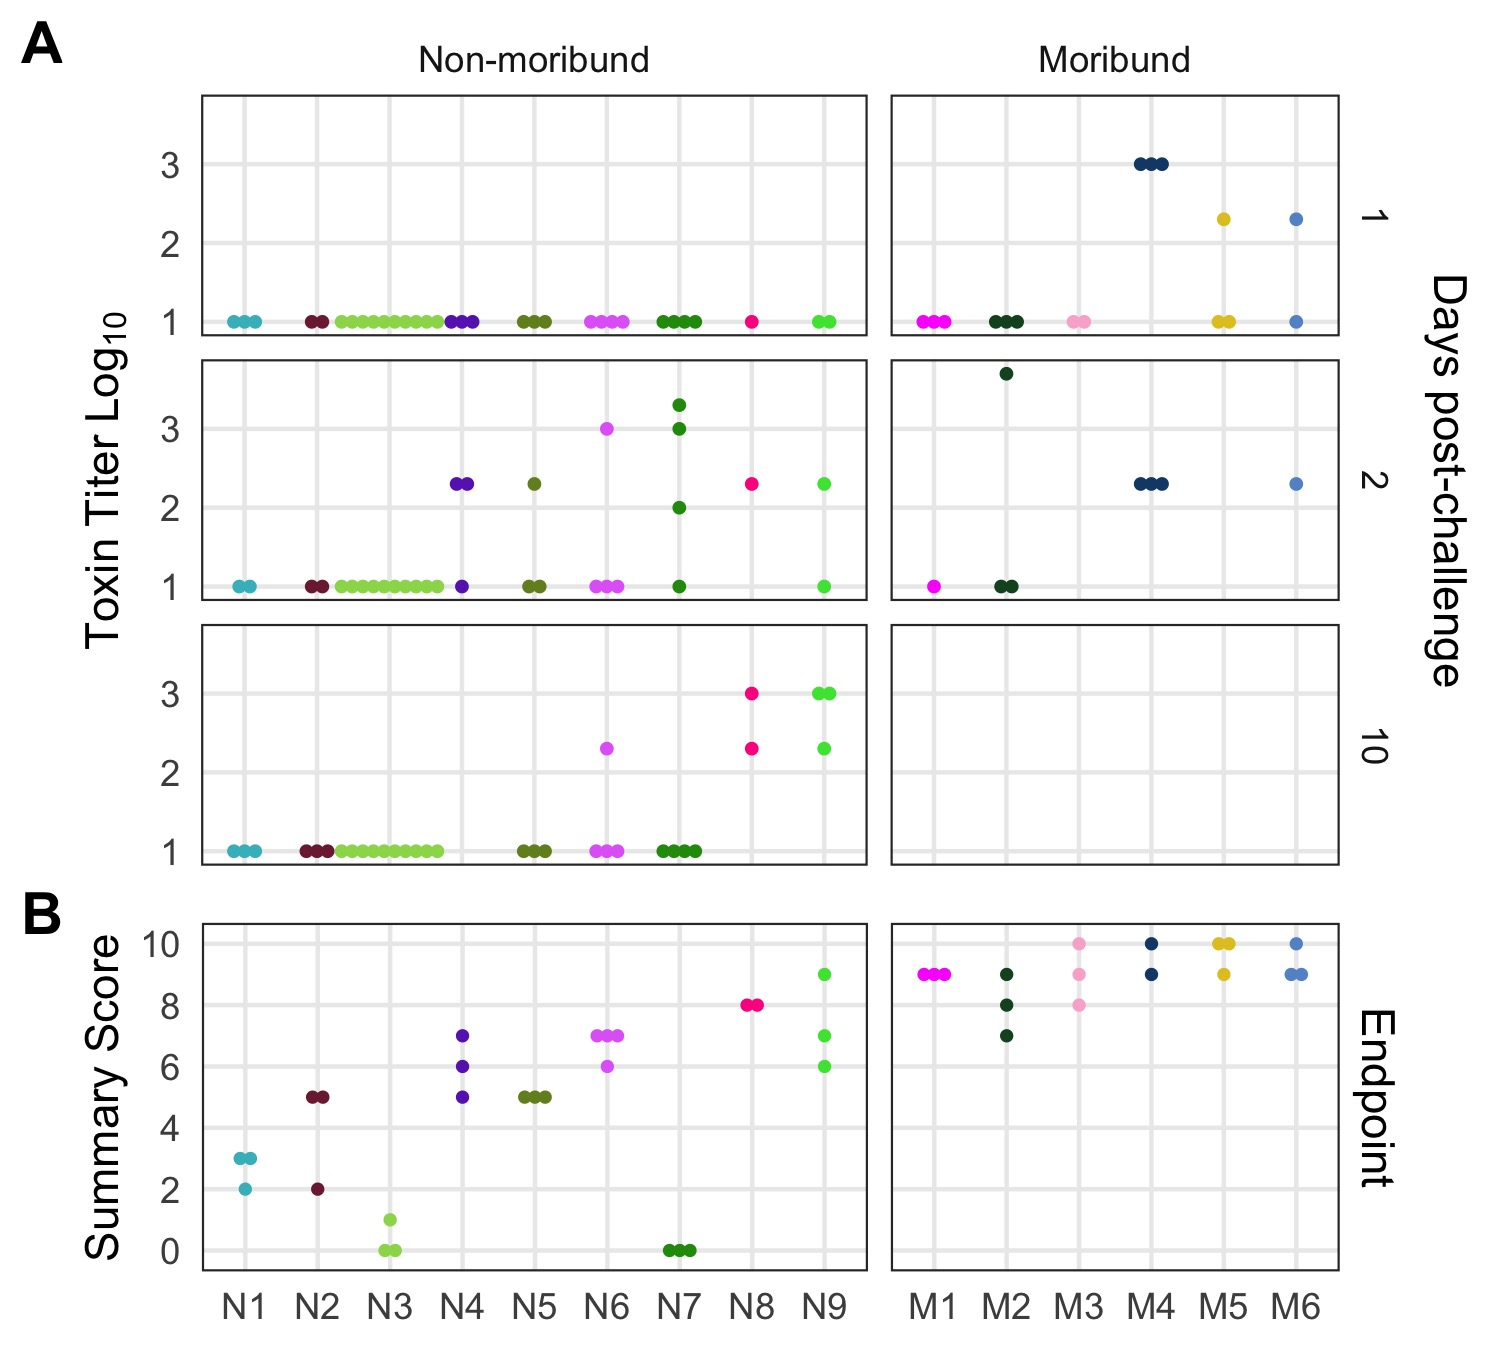 A
Non-moribund
Moribund
Toxin Titer Log10
3
2
1
1
3
2
1
2
3
2
1
10
Days post-challenge
B
Summary Score
10
8
6
4
2
0
Endpoint
N1 N2 N3 N4 N5 N6 N7 N8 N9
M1 M2 M3 M4 M5 M6